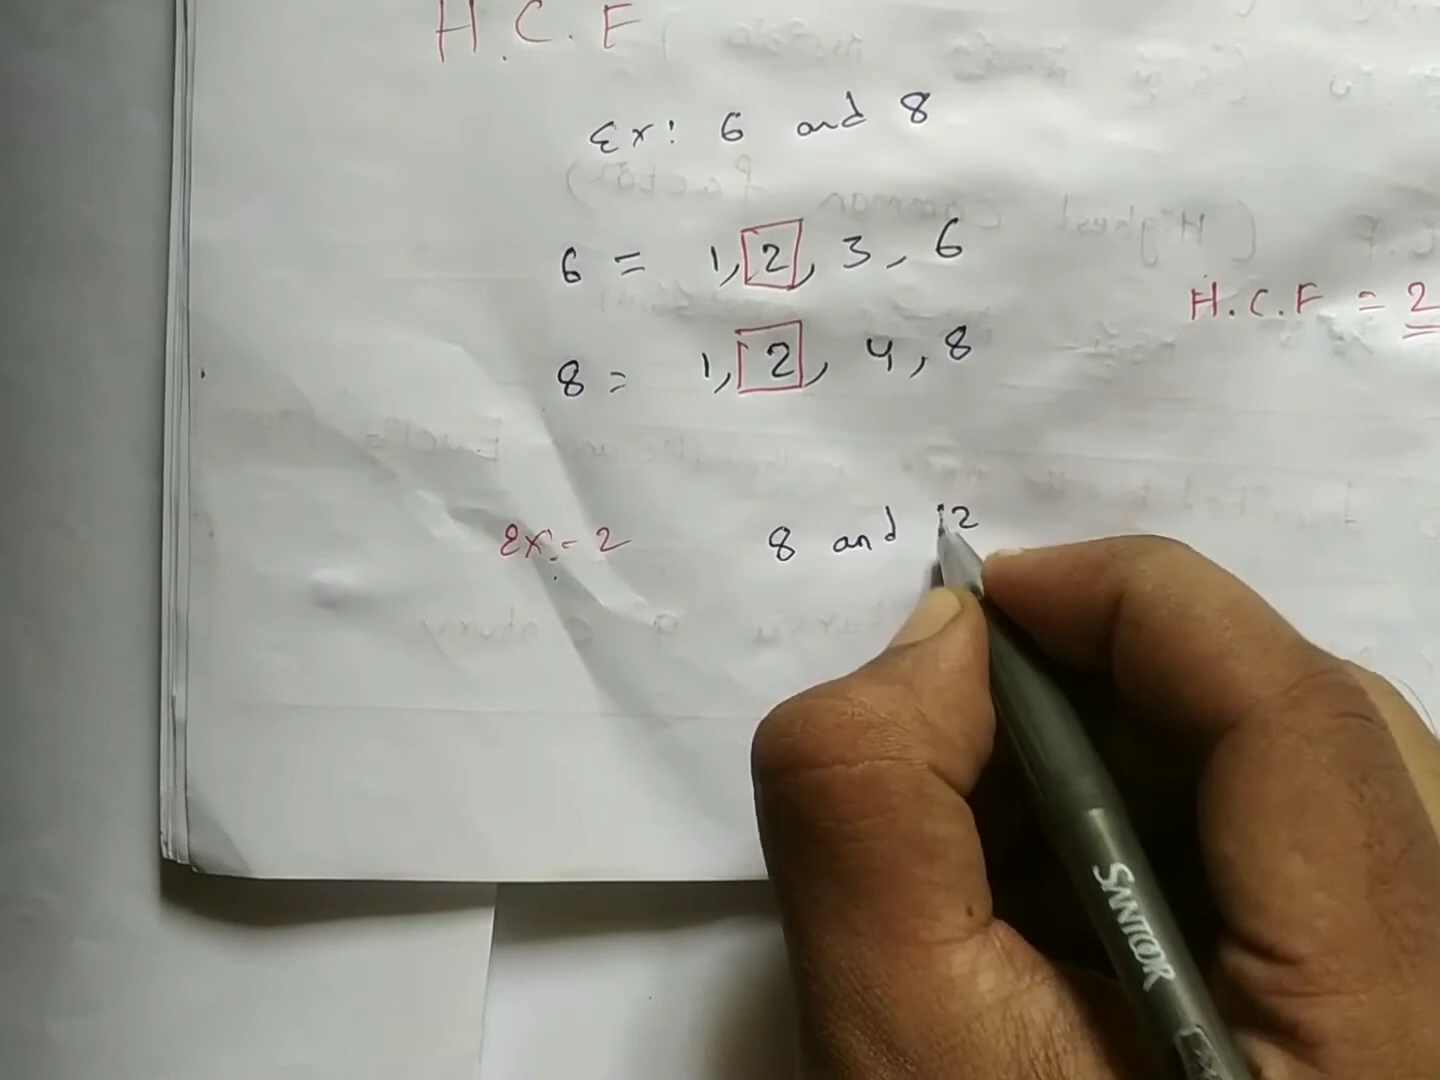 H.C.F
Ex: 6 and 8
6 = 1, 2, 3, 6
H.C.F = 2
8 = 1, 2, 4, 8
Ex:- 2 8 and 12
SANTOOR